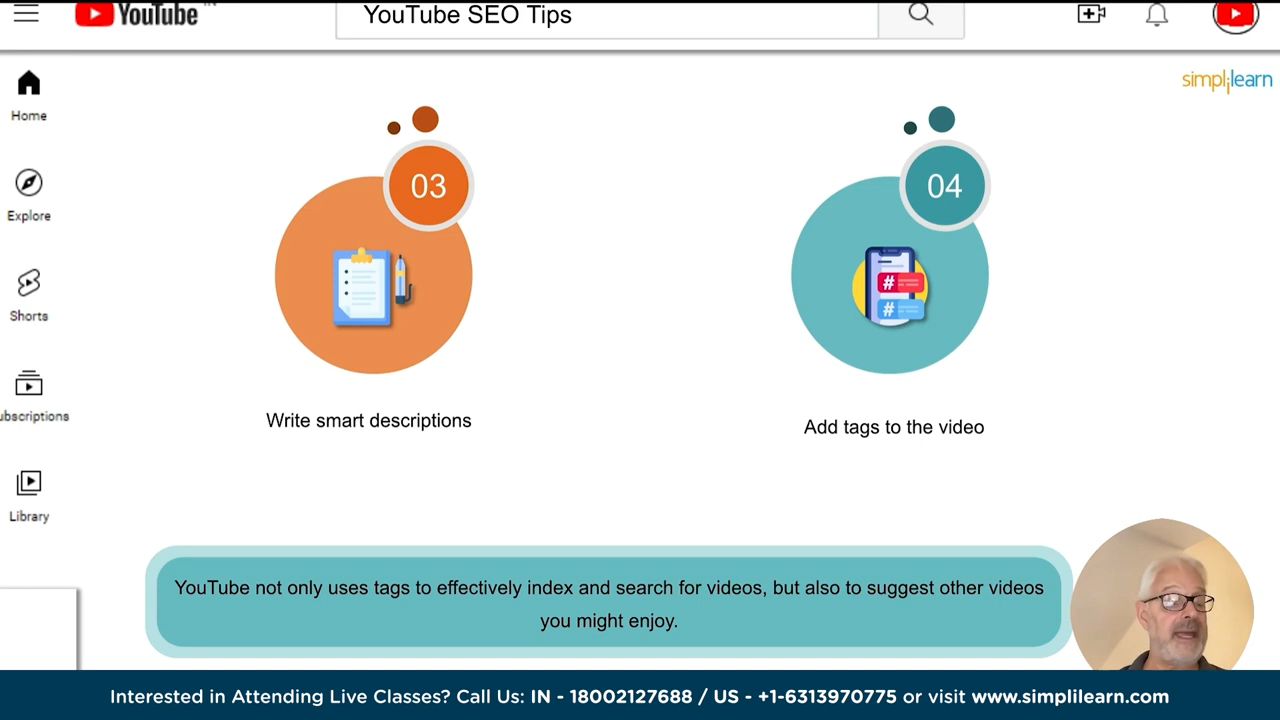 YouTube
YouTube SEO Tips
simplilearn
Home
Explore
Shorts
ubscriptions
Library
03
04
#
#
Write smart descriptions
Add tags to the video
YouTube not only uses tags to effectively index and search for videos, but also to suggest other videos
you might enjoy.
Interested in Attending Live Classes? Call Us: IN - 18002127688 / US - +1-6313970775 or visit www.simplilearn.com